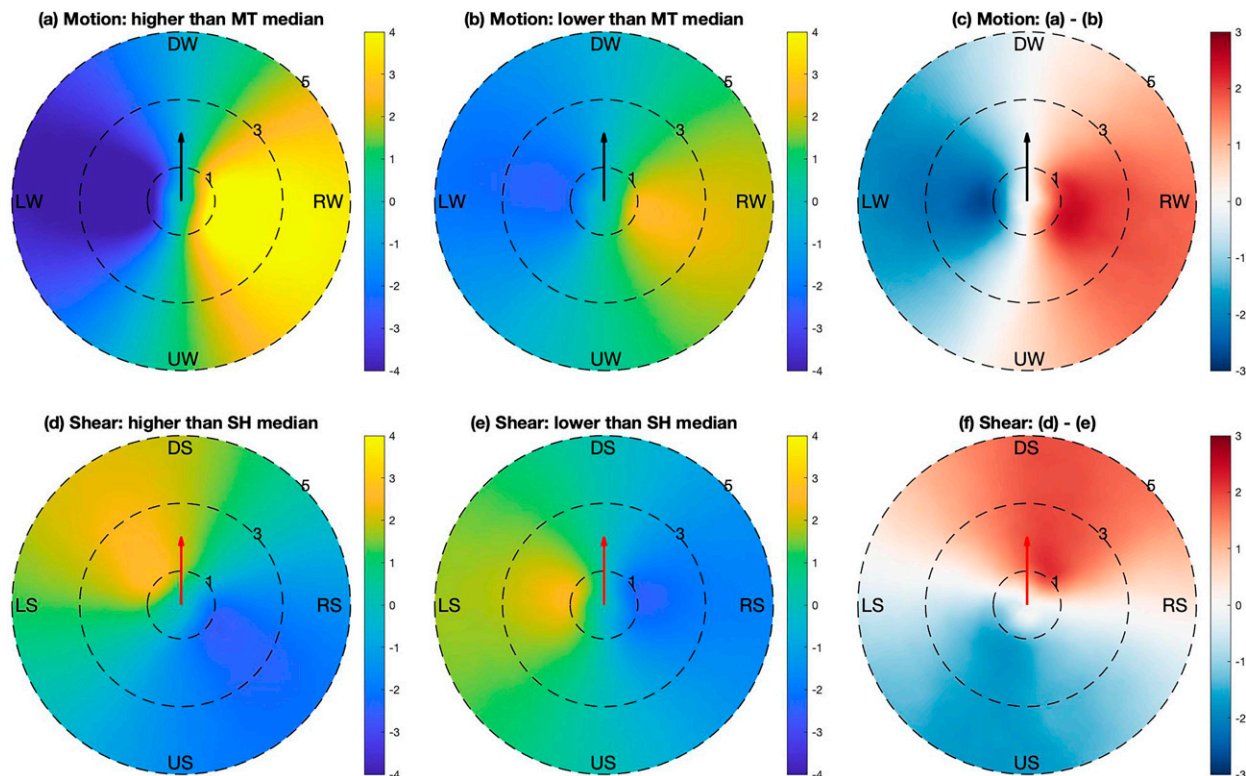 (a) Motion: higher than MT median
DW
LW
RW
UW
1
3
5
4
3
2
1
0
-1
-2
-3
-4
(b) Motion: lower than MT median
DW
LW
RW
UW
1
3
5
4
3
2
1
0
-1
-2
-3
-4
(c) Motion: (a) - (b)
DW
LW
RW
UW
1
3
5
3
2
1
0
-1
-2
-3
(d) Shear: higher than SH median
DS
LS
RS
US
1
3
5
4
3
2
1
0
-1
-2
-3
-4
(e) Shear: lower than SH median
DS
LS
RS
US
1
3
5
4
3
2
1
0
-1
-2
-3
-4
(f) Shear: (d) - (e)
DS
LS
RS
US
1
3
5
3
2
1
0
-1
-2
-3